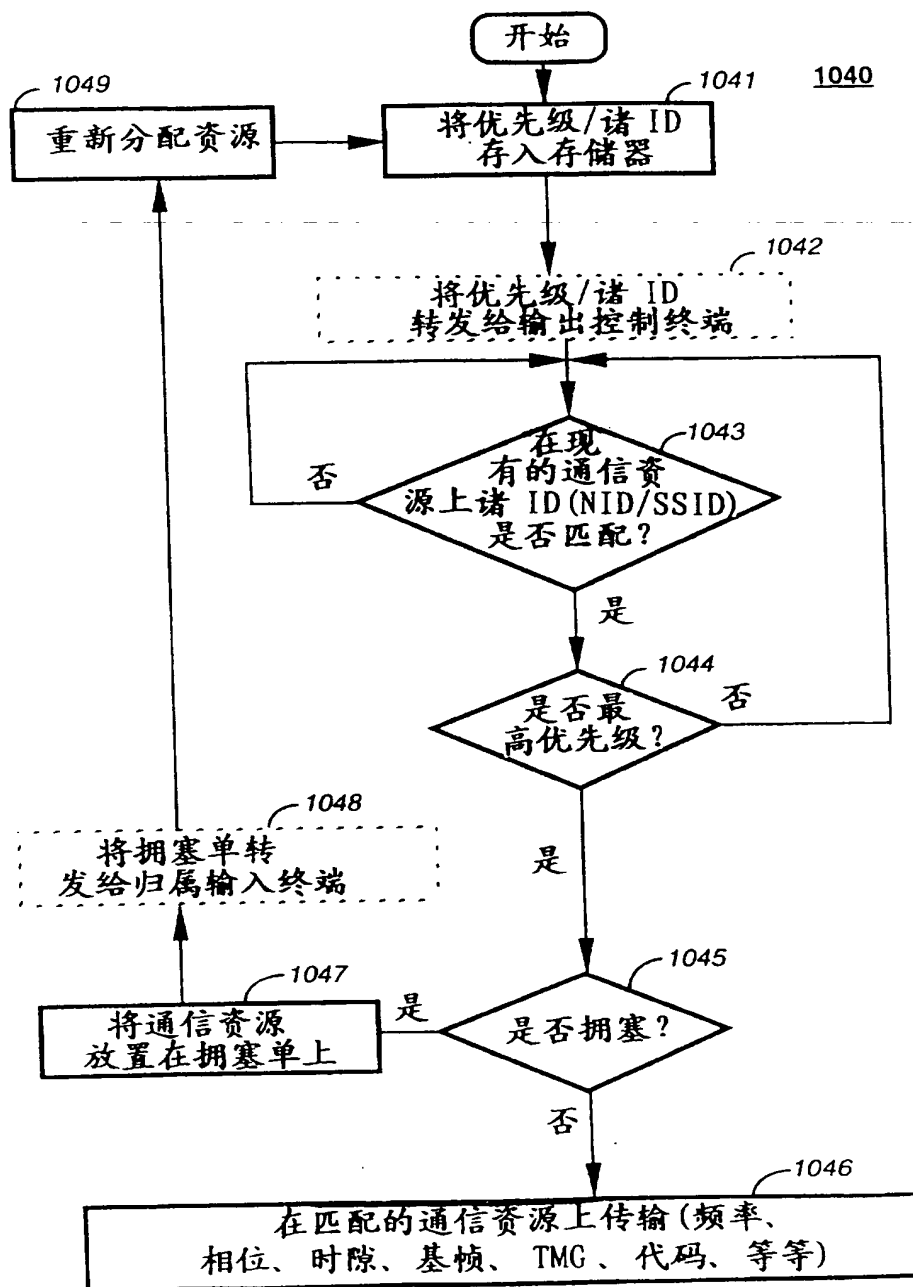 开始
1040
1041
将优先级/诸 ID
存入存储器
1049
重新分配资源
1042
将优先级/诸 ID
转发给输出控制终端
1043
在现
有的通信资
源上诸 ID(NID/SSID)
是否匹配?
否
是
1044
是否最
高优先级?
否
是
1048
将拥塞单转
发给归属输入终端
1047
将通信资源
放置在拥塞单上
是
1045
是否拥塞?
否
1046
在匹配的通信资源上传输(频率、
相位、时隙、基帧、TMG、代码、等等)